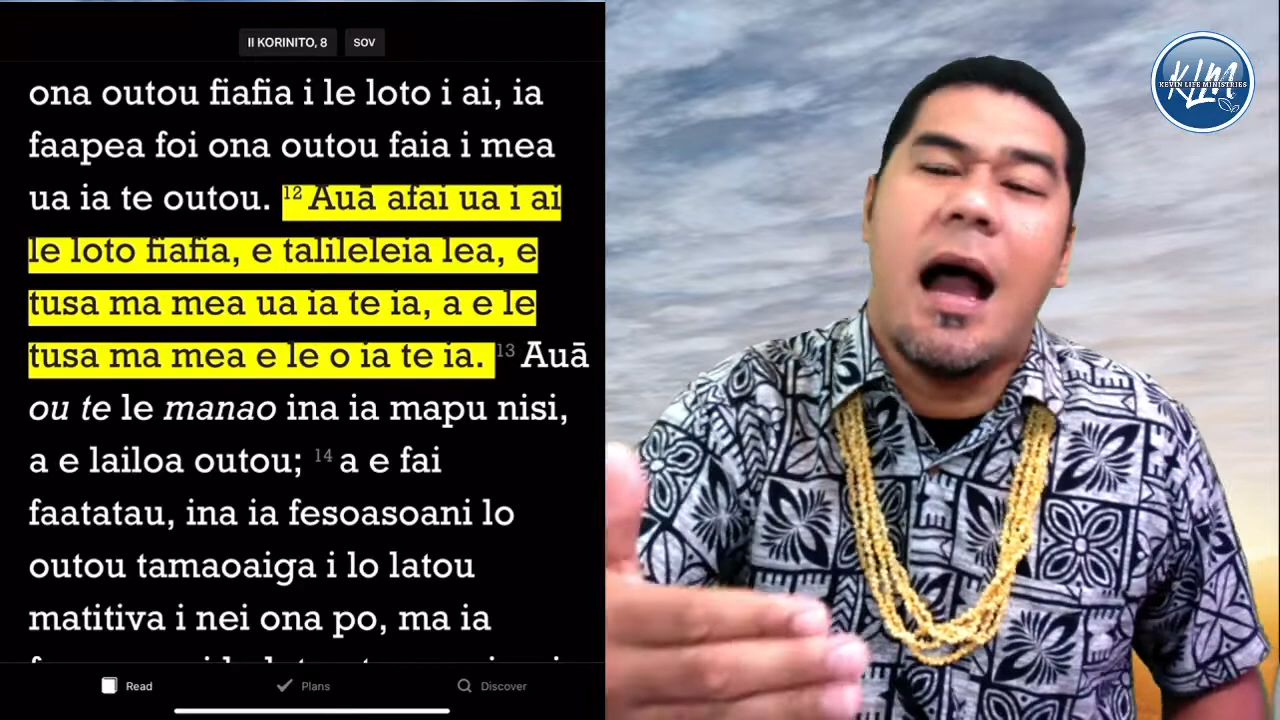 II KORINITO, 8 SOV
ona outou fiafia i le loto i ai, ia
faapea foi ona outou faia i mea
ua ia te outou. 12 Auā afai ua i ai
le loto fiafia, e talileleia lea, e
tusa ma mea ua ia te ia, a e le
tusa ma mea e le o ia te ia. 13 Auā
ou te le manao ina ia mapu nisi,
a e lailoa outou; 14 a e fai
faatatau, ina ia fesoasoani lo
outou tamaoaiga i lo latou
matitiva i nei ona po, ma ia
Read Plans Discover
KLM
KEVIN LIFE MINISTRIES